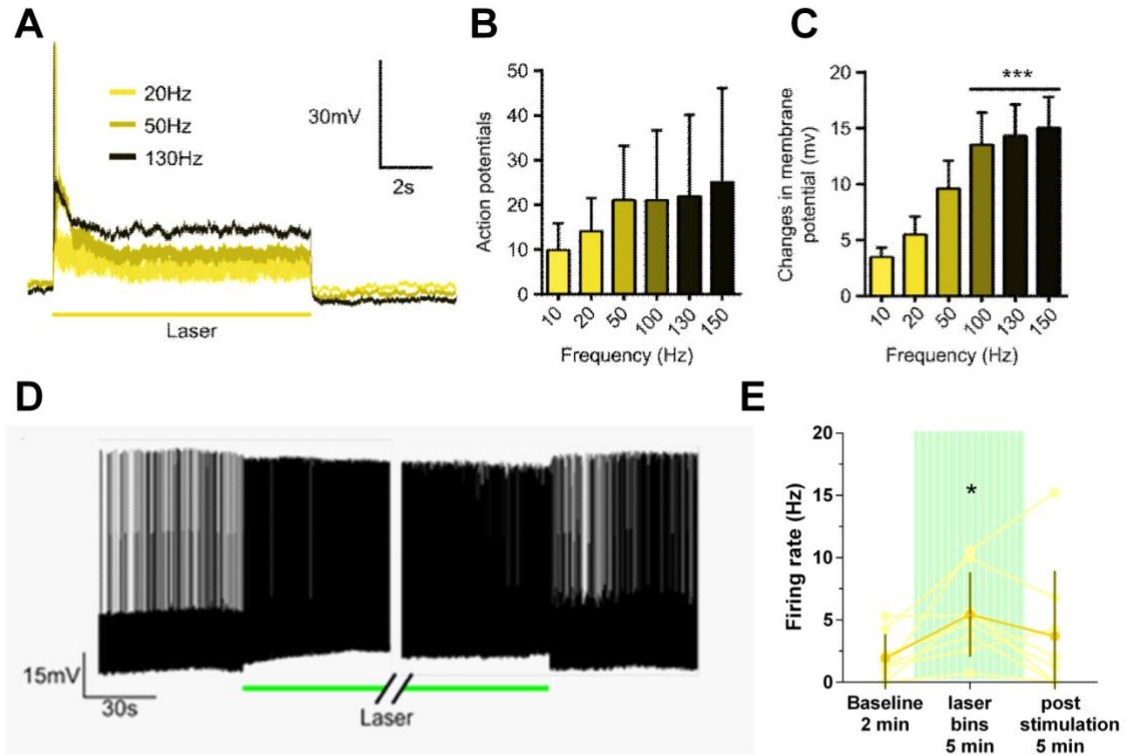 A
20Hz
50Hz
130Hz
30mV
2s
Laser
B
Action potentials
50
40
30
20
10
0
10
20
50
100
130
150
Frequency (Hz)
C
Changes in membrane
potential (mv)
20
15
10
5
0
***
10
20
50
100
130
150
Frequency (Hz)
D
15mV
30s
Laser
E
Firing rate (Hz)
20
15
10
5
0
*
Baseline
2 min
laser
bins
5 min
post
stimulation
5 min